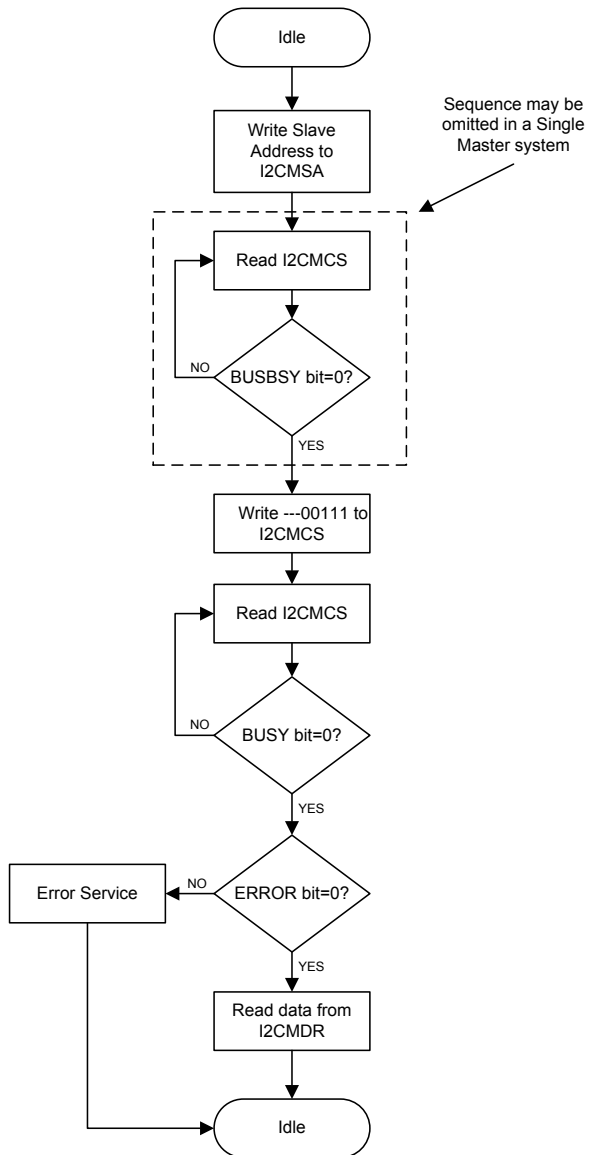 Idle
Write Slave
Address to
I2CMSA
Sequence may be
omitted in a Single
Master system
Read I2CMCS
BUSBSY bit=0?
NO
YES
Write ---00111 to
I2CMCS
Read I2CMCS
BUSY bit=0?
NO
YES
ERROR bit=0?
NO
Error Service
YES
Read data from
I2CMDR
Idle